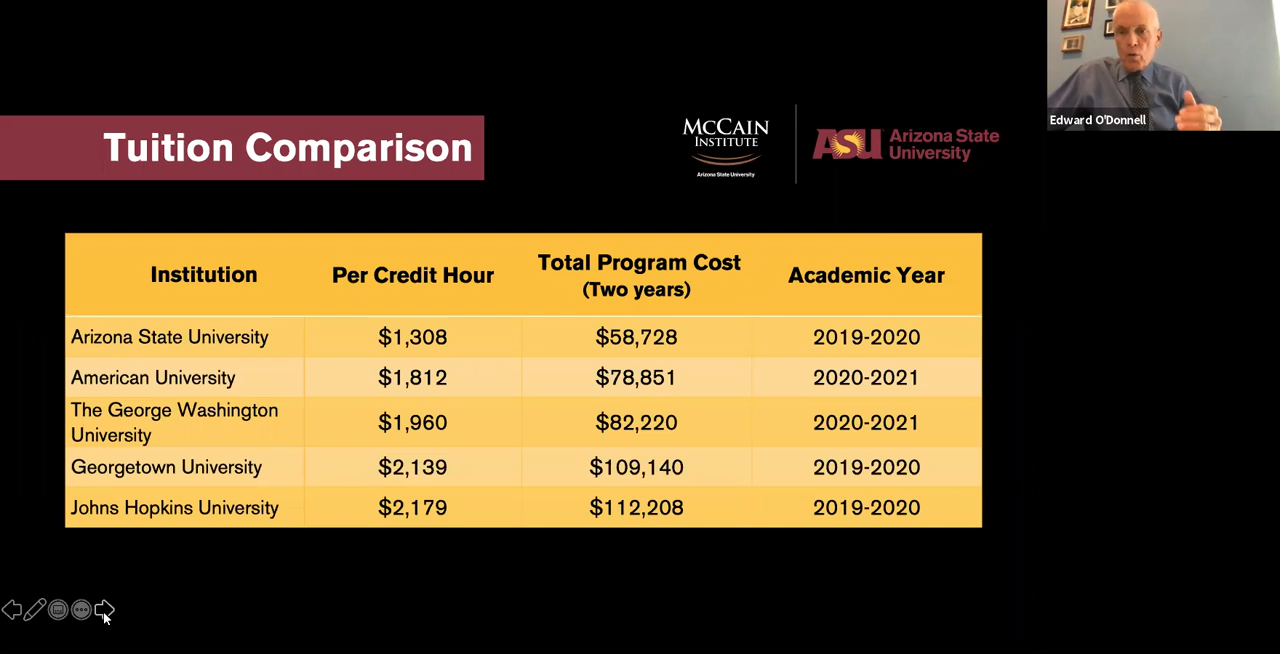 Edward O'Donnell
Tuition Comparison
McCAIN
INSTITUTE
Arizona State University
ASU
Arizona State
University
Institution
Per Credit Hour
Total Program Cost
(Two years)
Academic Year
Arizona State University
$1,308
$58,728
2019-2020
American University
$1,812
$78,851
2020-2021
The George Washington
University
$1,960
$82,220
2020-2021
Georgetown University
$2,139
$109,140
2019-2020
Johns Hopkins University
$2,179
$112,208
2019-2020